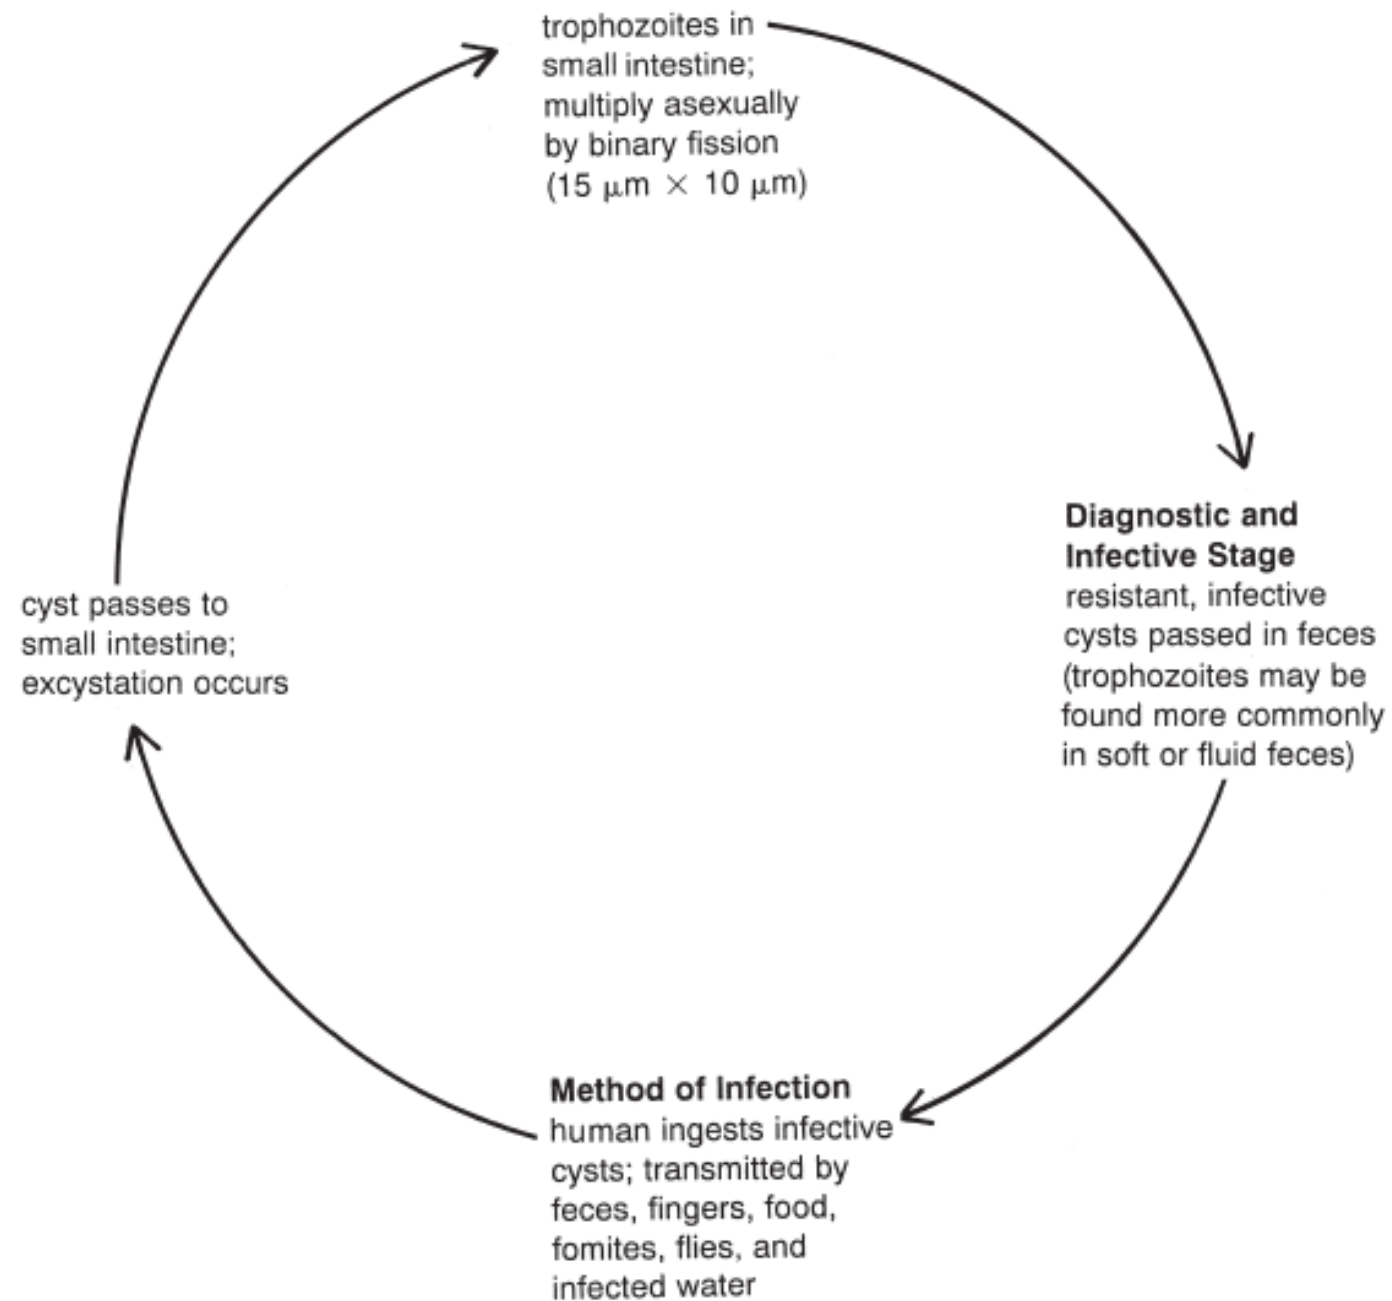 trophozoites in
small intestine;
multiply asexually
by binary fission
(15 μm × 10 μm)
Diagnostic and
Infective Stage
resistant, infective
cysts passed in feces
(trophozoites may be
found more commonly
in soft or fluid feces)
Method of Infection
human ingests infective
cysts; transmitted by
feces, fingers, food,
fomites, flies, and
infected water
cyst passes to
small intestine;
excystation occurs